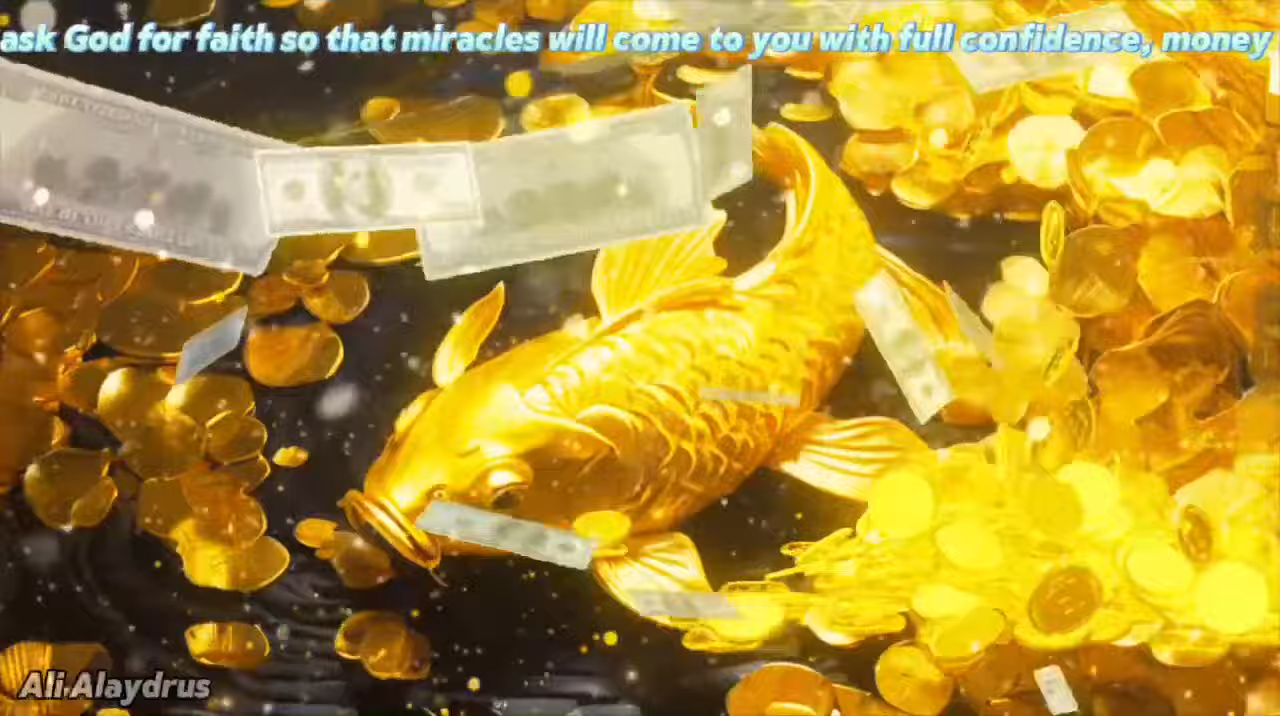 ask God for faith so that miracles will come to you with full confidence, money
Ali Alaydrus